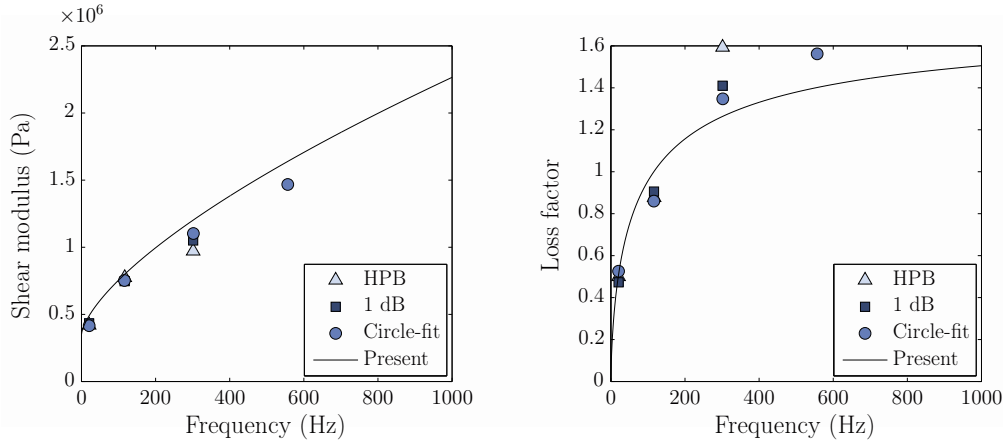 ×10⁶
2.5
2
1.5
1
0.5
0
0 200 400 600 800 1000
Shear modulus (Pa)
Frequency (Hz)
HPB
1 dB
Circle-fit
Present
1.6
1.4
1.2
1
0.8
0.6
0.4
0.2
0
0 200 400 600 800 1000
Loss factor
Frequency (Hz)
HPB
1 dB
Circle-fit
Present